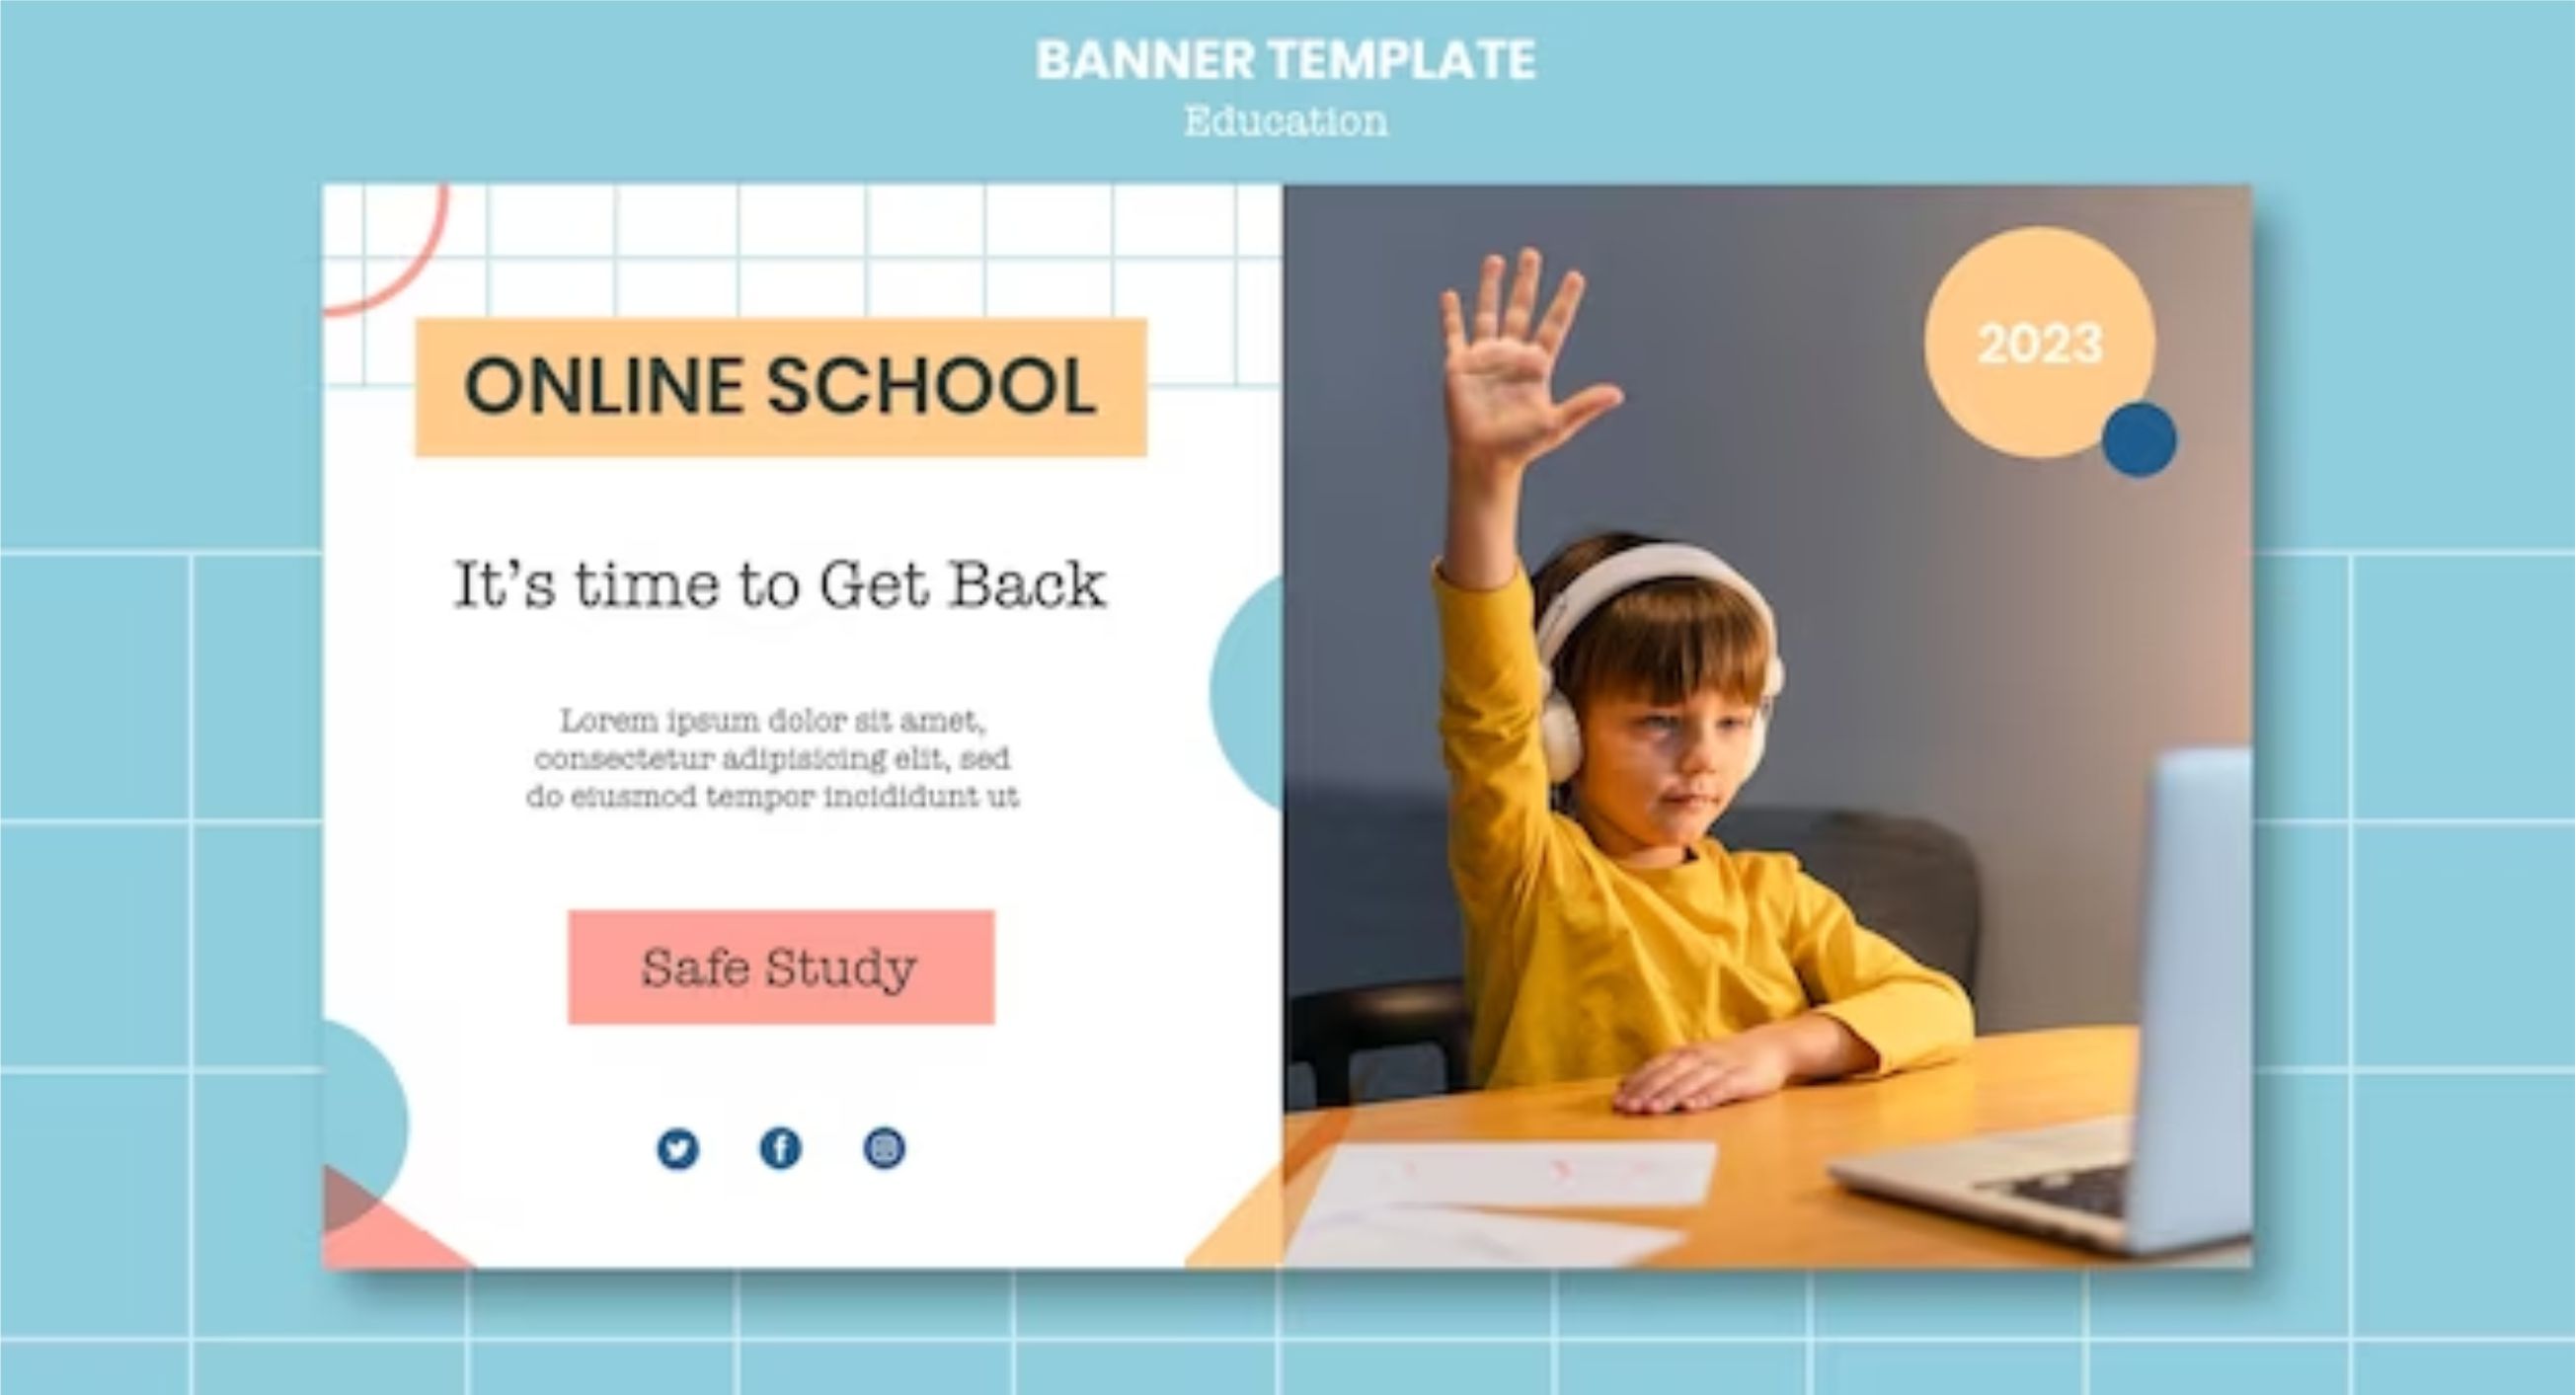 BANNER TEMPLATE
Education
ONLINE SCHOOL
It's time to Get Back
Lorem ipsum dolor sit amet,
consectetur adipisicing elit, sed
do eiusmod tempor incididunt ut
Safe Study
2023